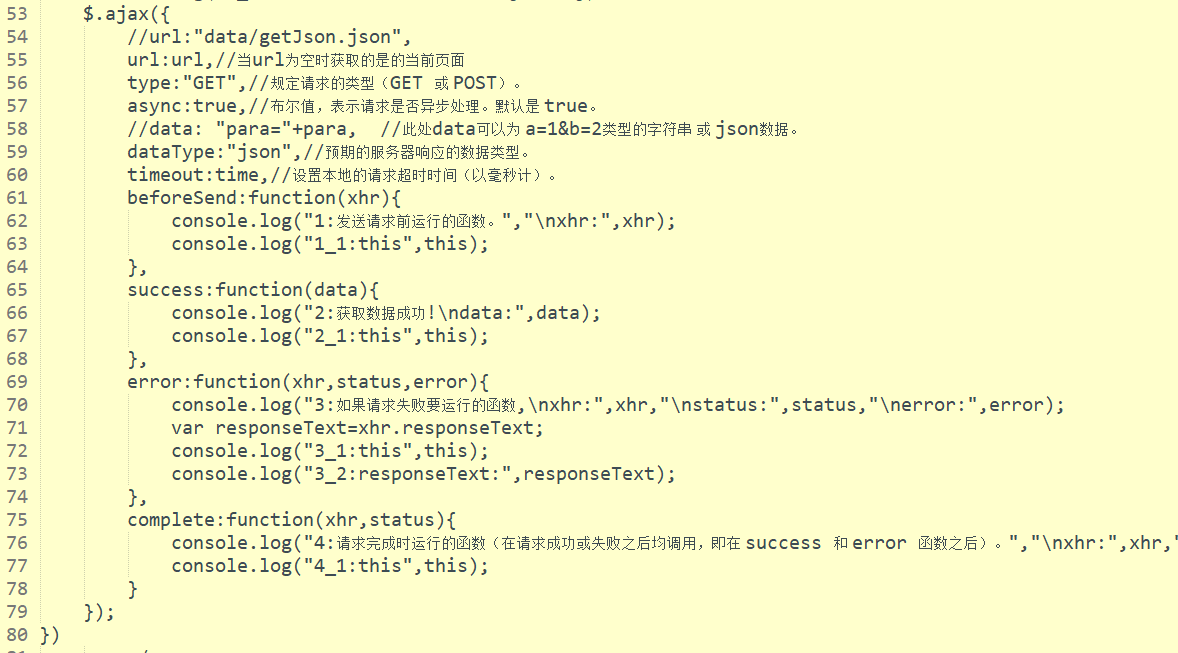 53 $.ajax({
54 //url:"data/getJson.json",
55 url:url,//当url为空时获取的是的当前页面
56 type:"GET",//规定请求的类型（GET 或 POST）。
57 async:true,//布尔值，表示请求是否异步处理。默认是 true。
58 //data: "para="+para, //此处data可以为 a=1&b=2类型的字符串 或 json数据。
59 dataType:"json",//预期的服务器响应的数据类型。
60 timeout:time,//设置本地的请求超时时间（以毫秒计）。
61 beforeSend:function(xhr){
62 console.log("1:发送请求前运行的函数。","\nxhr:",xhr);
63 console.log("1_1:this",this);
64 },
65 success:function(data){
66 console.log("2:获取数据成功!\ndata:",data);
67 console.log("2_1:this",this);
68 },
69 error:function(xhr,status,error){
70 console.log("3:如果请求失败要运行的函数,\nxhr:",xhr,"\nstatus:",status,"\nerror:",error);
71 var responseText=xhr.responseText;
72 console.log("3_1:this",this);
73 console.log("3_2:responseText:",responseText);
74 },
75 complete:function(xhr,status){
76 console.log("4:请求完成时运行的函数（在请求成功或失败之后均调用，即在 success 和 error 函数之后）。","\nxhr:",xhr,"
77 console.log("4_1:this",this);
78 }
79 });
80 })